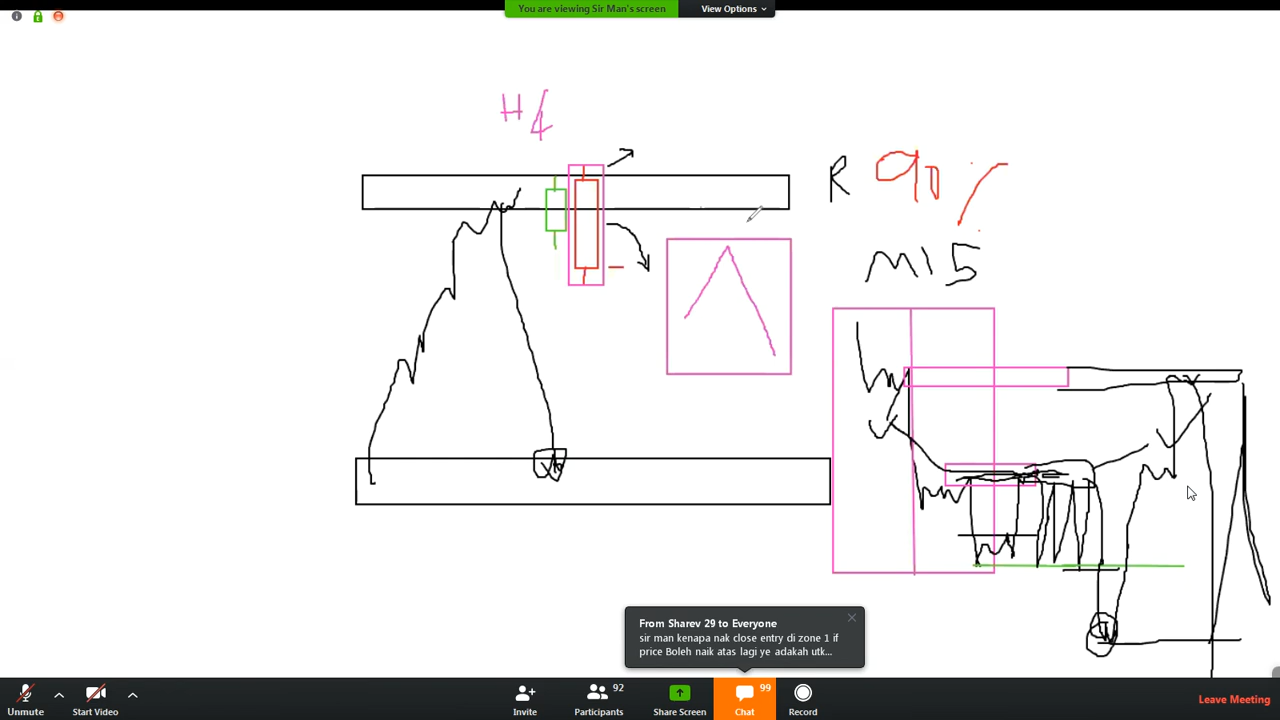 You are viewing Sir Man's screen
View Options
H4
R 90%
M15
From Sharev 29 to Everyone
sir man kenapa nak close entry di zone 1 if
price Boleh naik atas lagi ye adakah utk...
92
99
Unmute
Start Video
Invite
Participants
Share Screen
Chat
Record
Leave Meeting